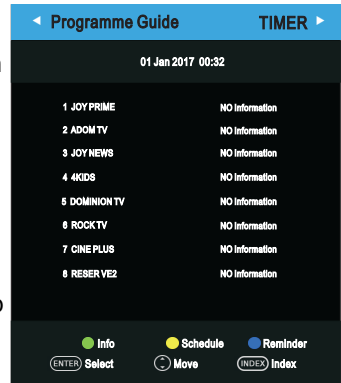 Programme Guide TIMER
01 Jan 2017 00:32
1 JOY PRIME NO Information
2 ADOM TV NO Information
3 JOY NEWS NO Information
4 4KIDS NO Information
5 DOMINION TV NO Information
6 ROCK TV NO Information
7 CINE PLUS NO Information
8 RESER VE2 NO Information
Info Schedule Reminder
ENTER Select Move INDEX Index